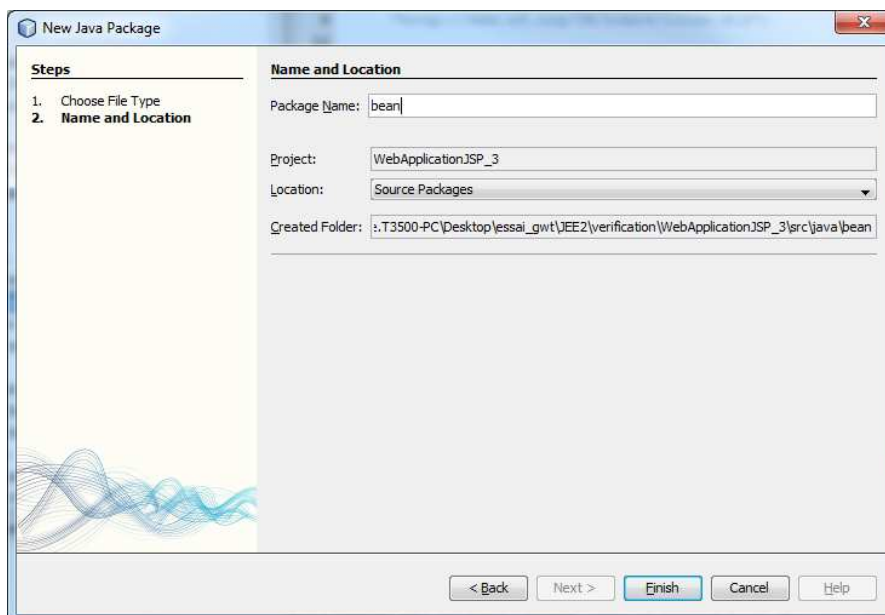 New Java Package
Steps
1. Choose File Type
2. Name and Location
Name and Location
Package Name: bean
Project: WebApplicationJSP_3
Location: Source Packages
Created Folder: .T3500-PC\Desktop\essai_gwt\JEE2\verification\WebApplicationJSP_3\src\java\bean
< Back Next > Finish Cancel Help